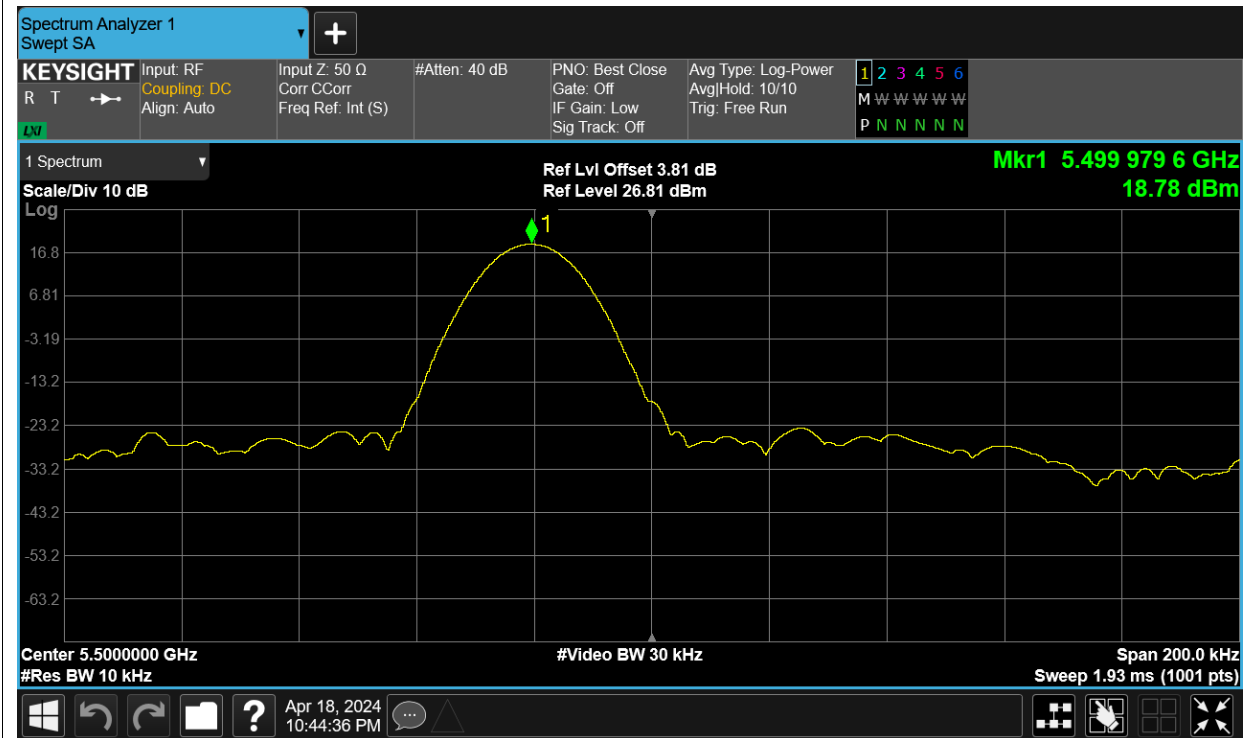 Spectrum Analyzer 1
Swept SA
KEYSIGHT
R T
LXI
Input: RF
Coupling: DC
Align: Auto
Input Z: 50 Ω
Corr CCorr
Freq Ref: Int (S)
#Atten: 40 dB
PNO: Best Close
Gate: Off
IF Gain: Low
Sig Track: Off
Avg Type: Log-Power
Avg|Hold: 10/10
Trig: Free Run
1 2 3 4 5 6
M W W W W W
P N N N N N
1 Spectrum
Scale/Div 10 dB
Ref Lvl Offset 3.81 dB
Ref Level 26.81 dBm
Mkr1 5.499 979 6 GHz
18.78 dBm
Log
1
16.8
6.81
-3.19
-13.2
-23.2
-33.2
-43.2
-53.2
-63.2
Center 5.5000000 GHz
#Res BW 10 kHz
#Video BW 30 kHz
Span 200.0 kHz
Sweep 1.93 ms (1001 pts)
?
Apr 18, 2024
10:44:36 PM